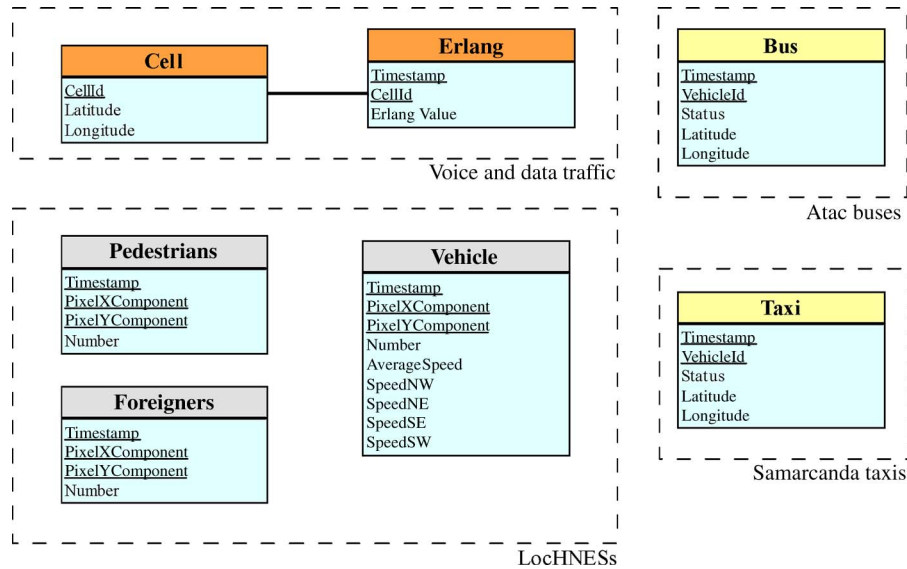 Cell
CellId
Latitude
Longitude
Erlang
Timestamp
CellId
Erlang Value
Voice and data traffic
Bus
Timestamp
VehicleId
Status
Latitude
Longitude
Atac buses
Pedestrians
Timestamp
PixelXComponent
PixelYComponent
Number
Foreigners
Timestamp
PixelXComponent
PixelYComponent
Number
Vehicle
Timestamp
PixelXComponent
PixelYComponent
Number
AverageSpeed
SpeedNW
SpeedNE
SpeedSE
SpeedSW
LocHNESs
Taxi
Timestamp
VehicleId
Status
Latitude
Longitude
Samarcanda taxis